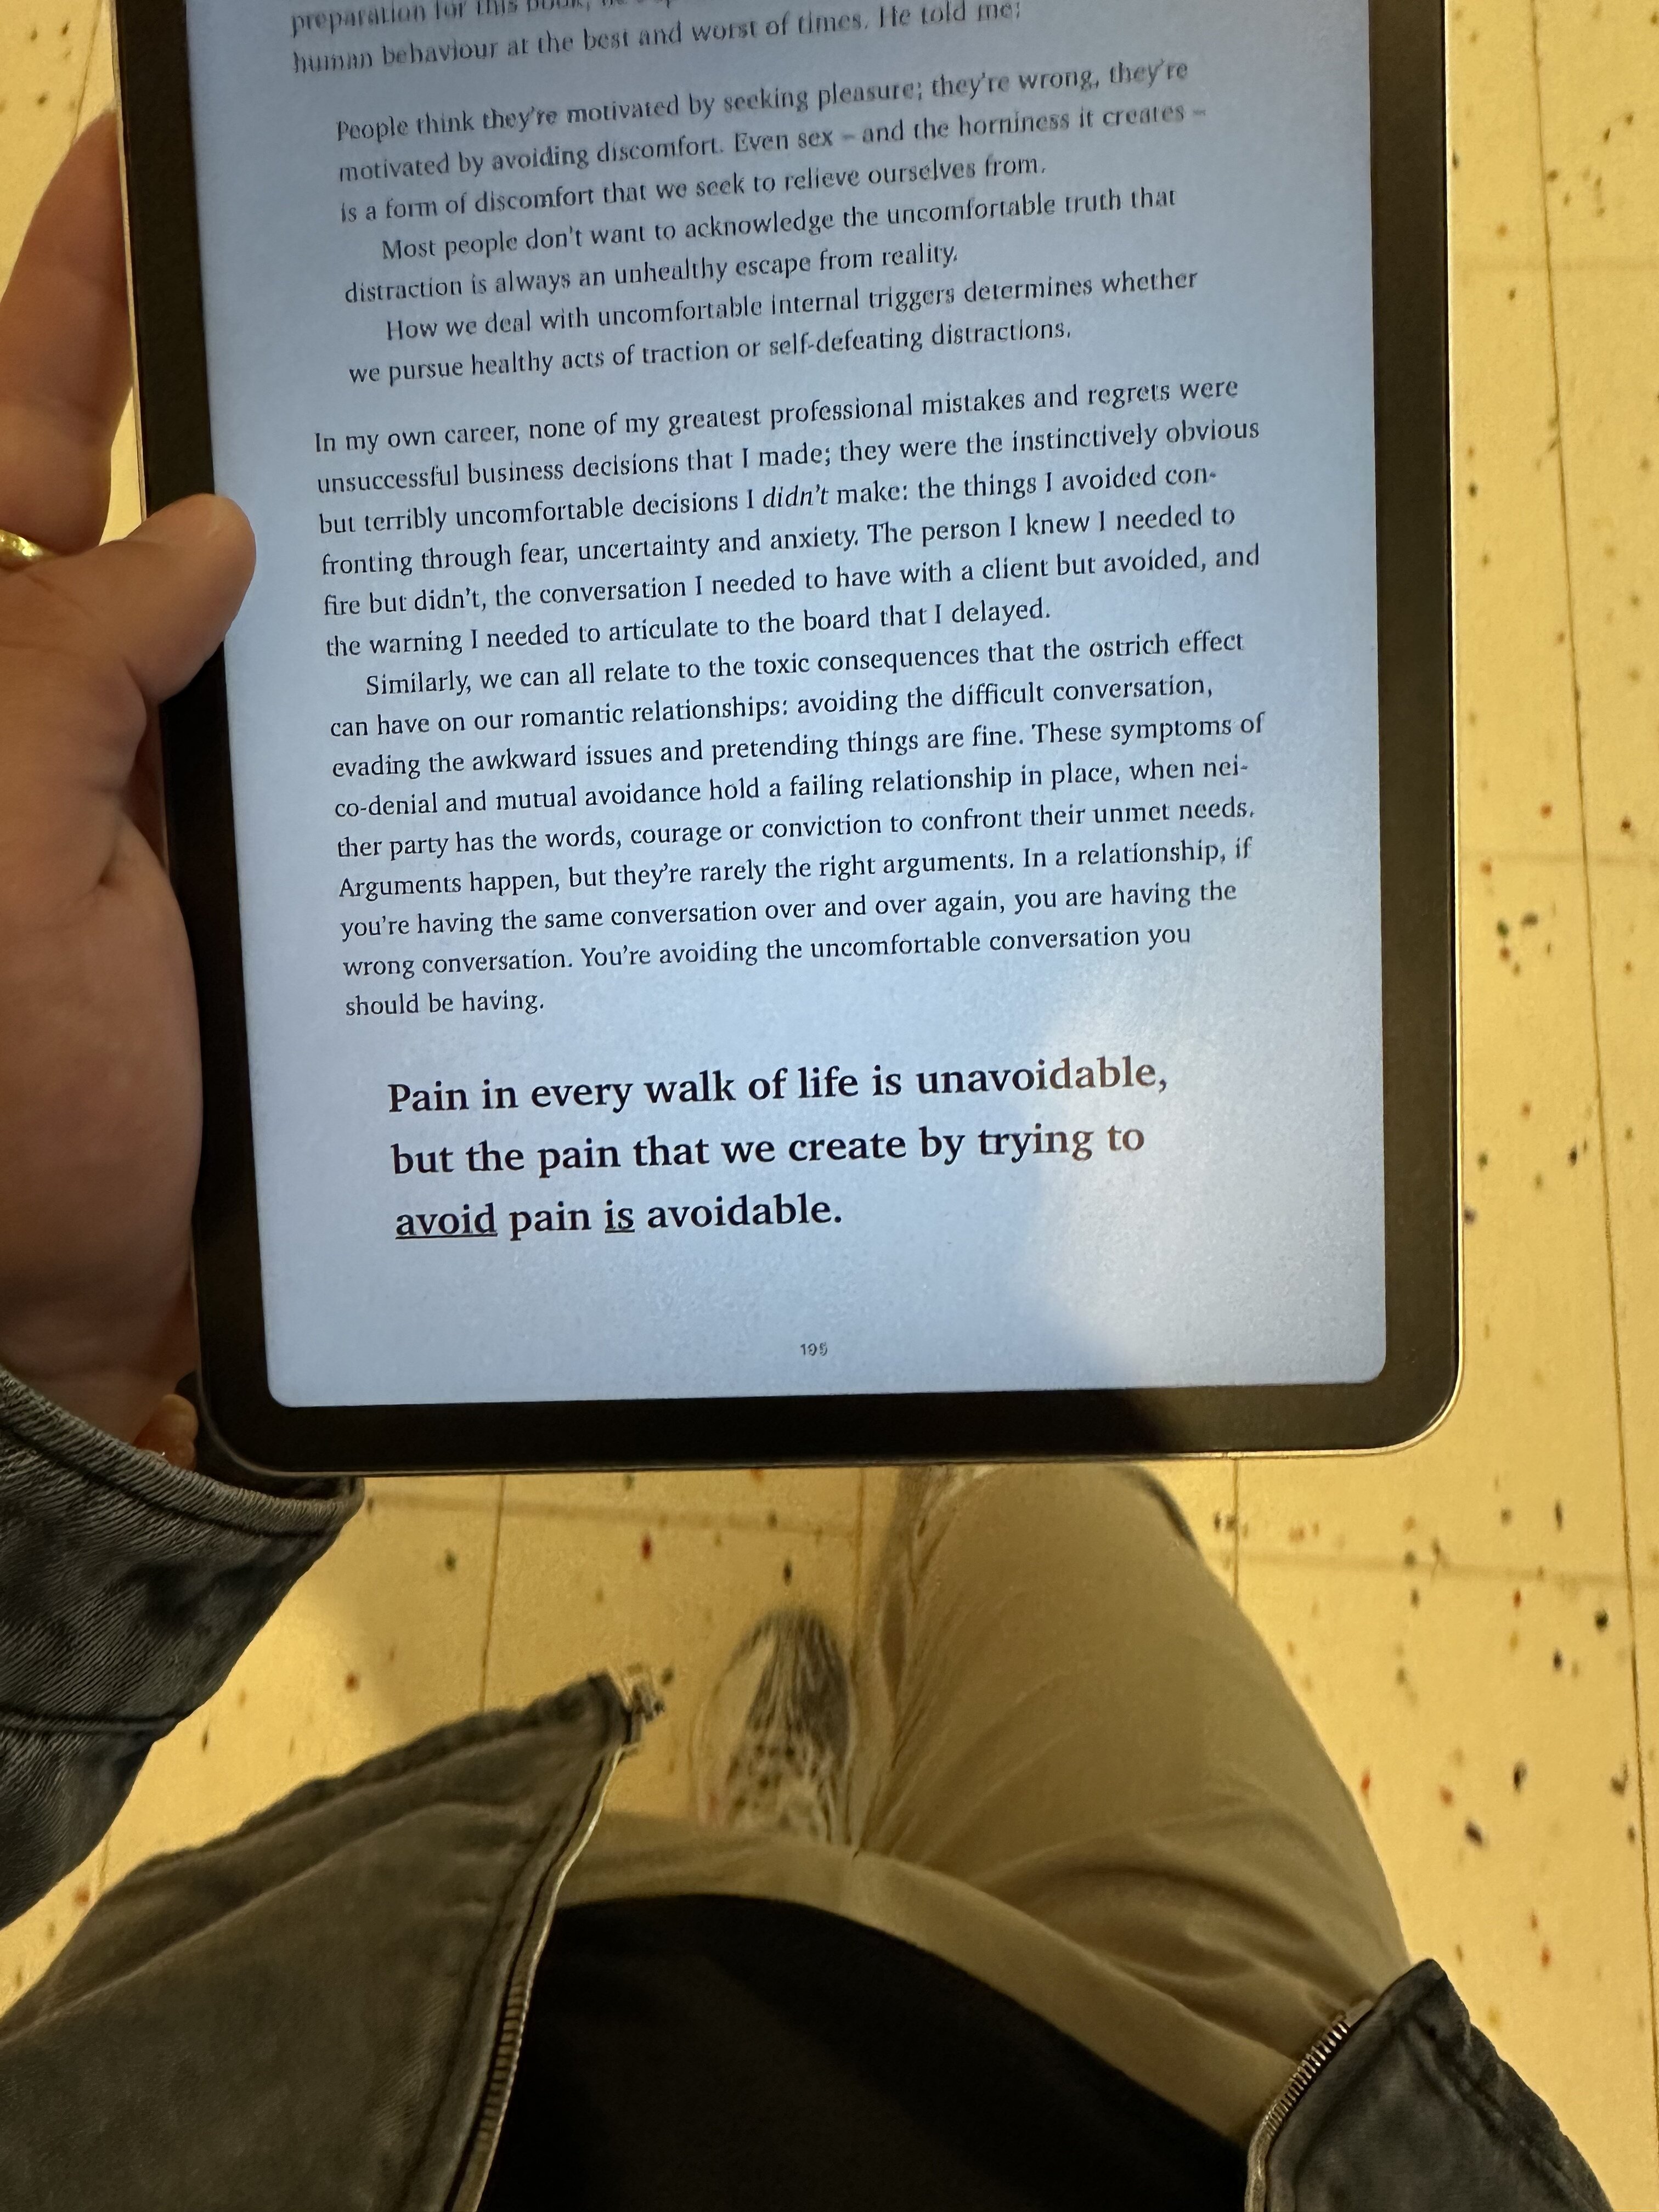 preparation for this book,
human behaviour at the best and worst of times. He told me:
People think they're motivated by seeking pleasure; they're wrong, they're
motivated by avoiding discomfort. Even sex – and the horniness it creates –
is a form of discomfort that we seek to relieve ourselves from.
Most people don't want to acknowledge the uncomfortable truth that
distraction is always an unhealthy escape from reality.
How we deal with uncomfortable internal triggers determines whether
we pursue healthy acts of traction or self-defeating distractions.
In my own career, none of my greatest professional mistakes and regrets were
unsuccessful business decisions that I made; they were the instinctively obvious
but terribly uncomfortable decisions I didn't make: the things I avoided con-
fronting through fear, uncertainty and anxiety. The person I knew I needed to
fire but didn't, the conversation I needed to have with a client but avoided, and
the warning I needed to articulate to the board that I delayed.
Similarly, we can all relate to the toxic consequences that the ostrich effect
can have on our romantic relationships: avoiding the difficult conversation,
evading the awkward issues and pretending things are fine. These symptoms of
co-denial and mutual avoidance hold a failing relationship in place, when nei-
ther party has the words, courage or conviction to confront their unmet needs.
Arguments happen, but they're rarely the right arguments. In a relationship, if
you're having the same conversation over and over again, you are having the
wrong conversation. You're avoiding the uncomfortable conversation you
should be having.
Pain in every walk of life is unavoidable,
but the pain that we create by trying to
avoid pain is avoidable.
195